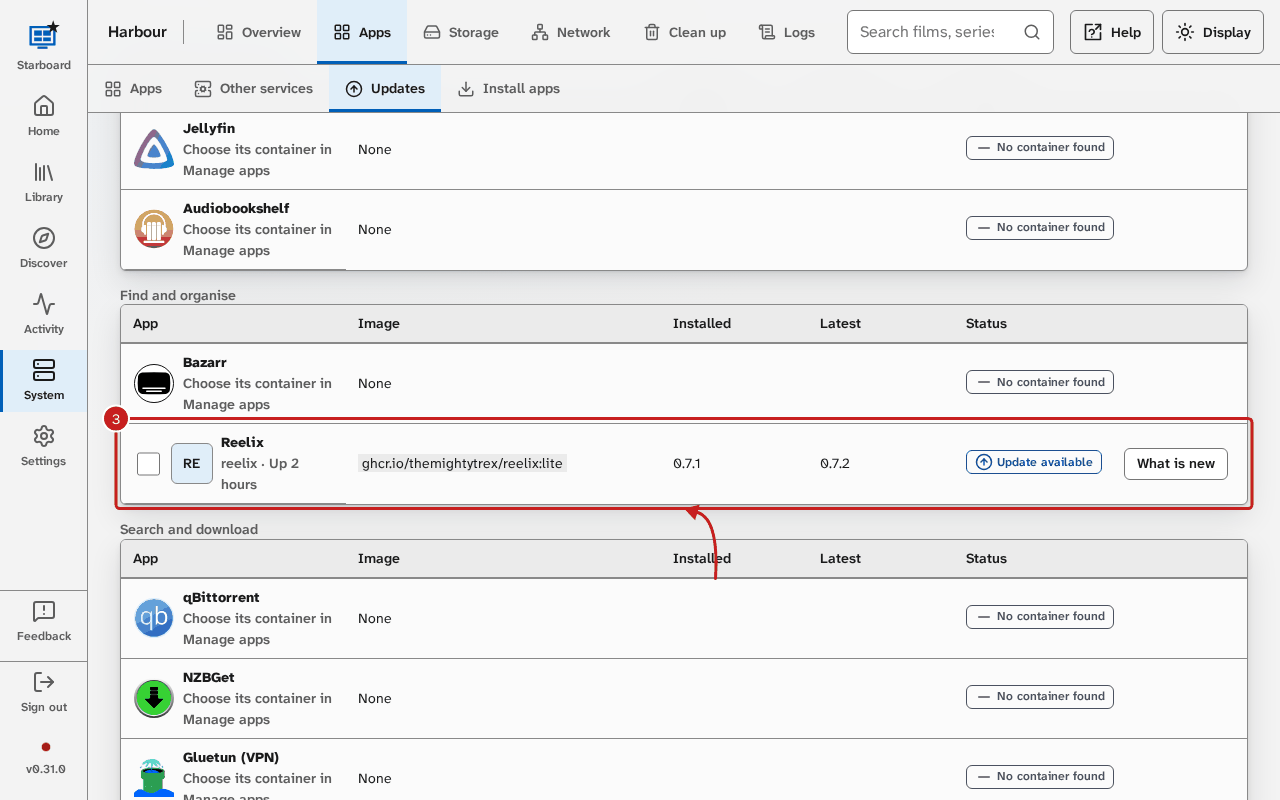 Starboard
Home
Library
Discover
Activity
System
Settings
Feedback
Sign out
v0.31.0
Harbour
Overview
Apps
Storage
Network
Clean up
Logs
Search films, series
Help
Display
Apps
Other services
Updates
Install apps
Jellyfin
Choose its container in
Manage apps
None
No container found
Audiobookshelf
Choose its container in
Manage apps
None
No container found
Find and organise
App Image Installed Latest Status
Bazarr
Choose its container in
Manage apps
None
No container found
3
RE
Reelix
reelix · Up 2
hours
ghcr.io/themightytrex/reelix:lite
0.7.1
0.7.2
Update available
What is new
Search and download
App Image Installed Latest Status
qb
qBittorrent
Choose its container in
Manage apps
None
No container found
NZBGet
Choose its container in
Manage apps
None
No container found
Gluetun (VPN)
Choose its container in
Manage apps
None
No container found